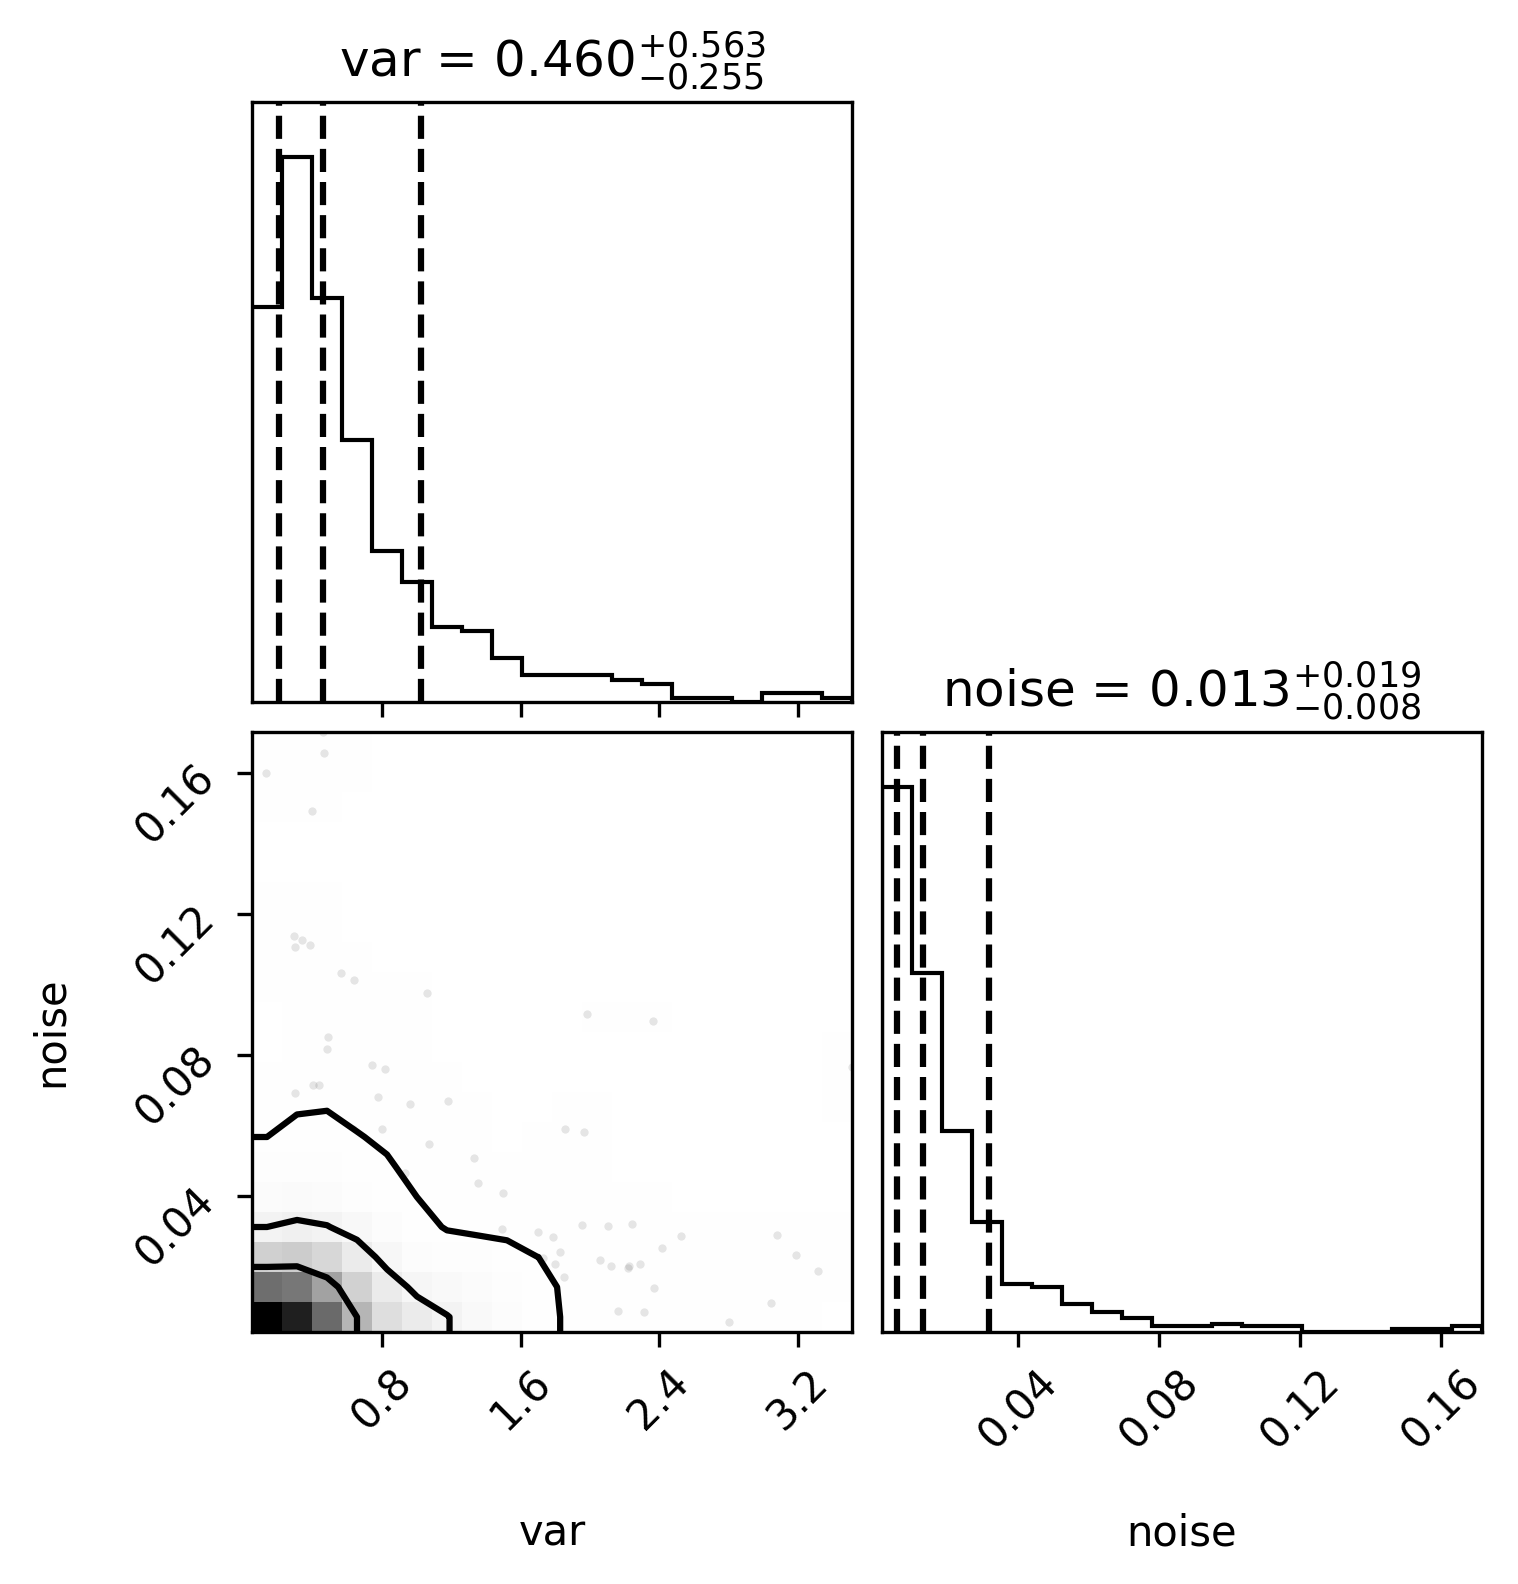 var = 0.460+0.563−0.255
noise = 0.013+0.019−0.008
0.16
0.12
0.08
0.04
noise
0.8 1.6 2.4 3.2
0.04 0.08 0.12 0.16
var
noise